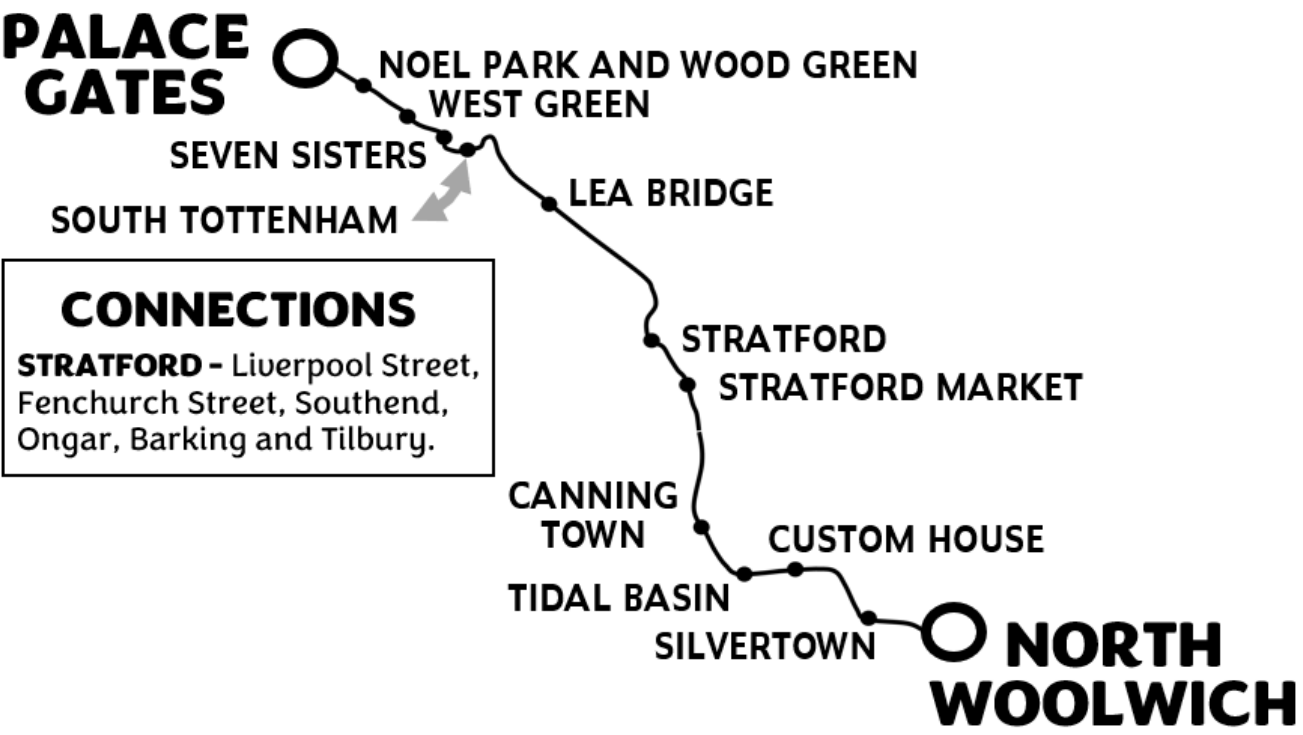 PALACE
GATES
NOEL PARK AND WOOD GREEN
WEST GREEN
SEVEN SISTERS
SOUTH TOTTENHAM
LEA BRIDGE
CONNECTIONS
STRATFORD - Liverpool Street,
Fenchurch Street, Southend,
Ongar, Barking and Tilbury.
STRATFORD
STRATFORD MARKET
CANNING
TOWN
CUSTOM HOUSE
TIDAL BASIN
SILVERTOWN
NORTH
WOOLWICH